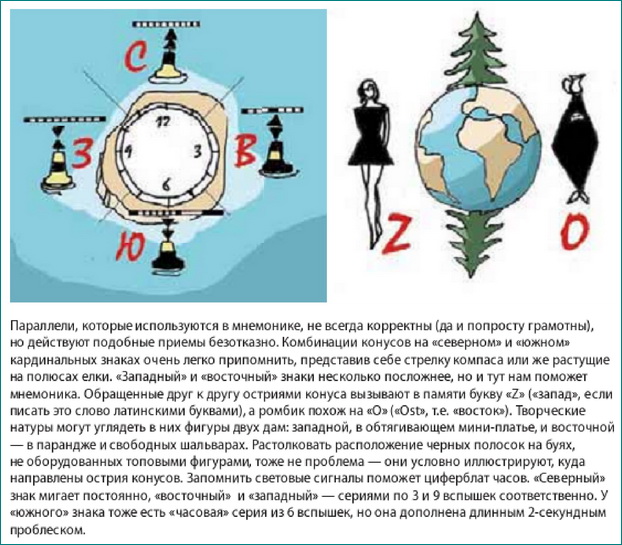 С
12
З
9
3
В
6
Ю
Z
O
Параллели, которые используются в мнемонике, не всегда корректны (да и попросту грамотны),
но действуют подобные приемы безотказно. Комбинации конусов на «северном» и «южном»
кардинальных знаках очень легко припомнить, представив себе стрелку компаса или же растущие
на полюсах елки. «Западный» и «восточный» знаки несколько посложнее, но и тут нам поможет
мнемоника. Обращенные друг к другу остриями конуса вызывают в памяти букву «Z» («запад», если
писать это слово латинскими буквами), а ромбик похож на «O» («Ost», т.е. «восток»). Творческие
натуры могут углядеть в них фигуры двух дам: западной, в обтягивающем мини-платье, и восточной
— в парандже и свободных шальварах. Растолковать расположение черных полосок на буях,
не оборудованных топовыми фигурами, тоже не проблема — они условно иллюстрируют, куда
направлены острия конусов. Запомнить световые сигналы поможет циферблат часов. «Северный»
знак мигает постоянно, «восточный» и «западный» — сериями по 3 и 9 вспышек соответственно. У
«южного» знака тоже есть «часовая» серия из 6 вспышек, но она дополнена длинным 2-секундным
проблеском.